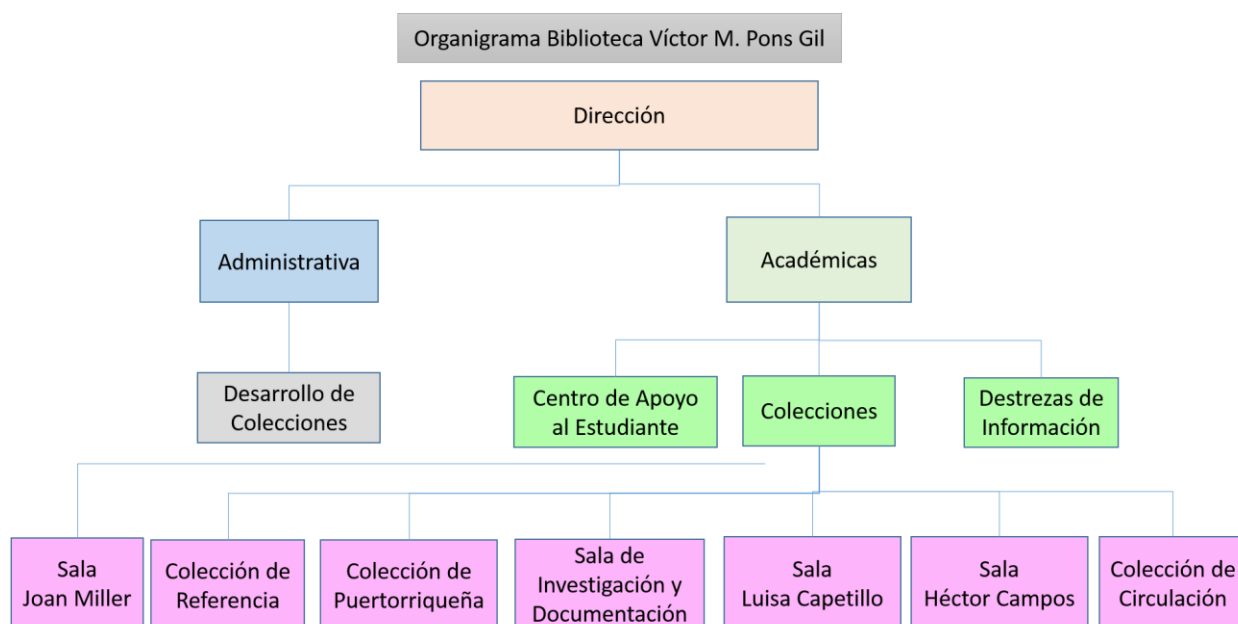 Organigrama Biblioteca Víctor M. Pons Gil
Dirección
Administrativa
Académicas
Desarrollo de
Colecciones
Centro de Apoyo
al Estudiante
Colecciones
Destrezas de
Información
Sala
Joan Miller
Colección de
Referencia
Colección de
Puertorriqueña
Sala de
Investigación y
Documentación
Sala
Luisa Capetillo
Sala
Héctor Campos
Colección de
Circulación